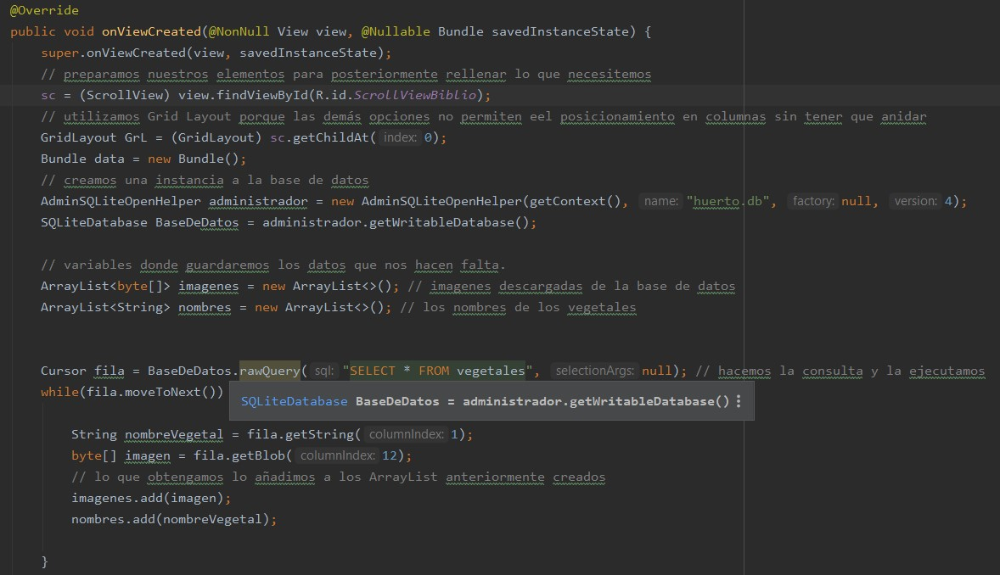 @Override
public void onViewCreated(@NonNull View view, @Nullable Bundle savedInstanceState) {
super.onViewCreated(view, savedInstanceState);
// preparamos nuestros elementos para posteriormente rellenar lo que necesitemos
sc = (ScrollView) view.findViewById(R.id.ScrollViewBiblio);
// utilizamos Grid Layout porque las demás opciones no permiten eel posicionamiento en columnas sin tener que anidar
GridLayout GrL = (GridLayout) sc.getChildAt( index: 0);
Bundle data = new Bundle();
// creamos una instancia a la base de datos
AdminSQLiteOpenHelper administrador = new AdminSQLiteOpenHelper(getContext(), name: "huerto.db", factory: null, version: 4);
SQLiteDatabase BaseDeDatos = administrador.getWritableDatabase();
// variables donde guardaremos los datos que nos hacen falta.
ArrayList<byte[]> imagenes = new ArrayList<>(); // imagenes descargadas de la base de datos
ArrayList<String> nombres = new ArrayList<>(); // los nombres de los vegetales
Cursor fila = BaseDeDatos.rawQuery( sql: "SELECT * FROM vegetales", selectionArgs: null); // hacemos la consulta y la ejecutamos
while(fila.moveToNext())
SQLiteDatabase BaseDeDatos = administrador.getWritableDatabase()
String nombreVegetal = fila.getString( columnIndex: 1);
byte[] imagen = fila.getBlob( columnIndex: 12);
// lo que obtengamos lo añadimos a los ArrayList anteriormente creados
imagenes.add(imagen);
nombres.add(nombreVegetal);
}